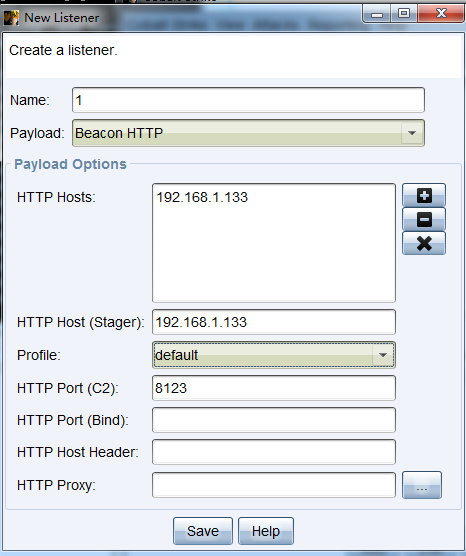 New Listener
Create a listener.
Name: 1
Payload: Beacon HTTP
Payload Options
HTTP Hosts: 192.168.1.133
HTTP Host (Stager): 192.168.1.133
Profile: default
HTTP Port (C2): 8123
HTTP Port (Bind):
HTTP Host Header:
HTTP Proxy: ...
Save Help